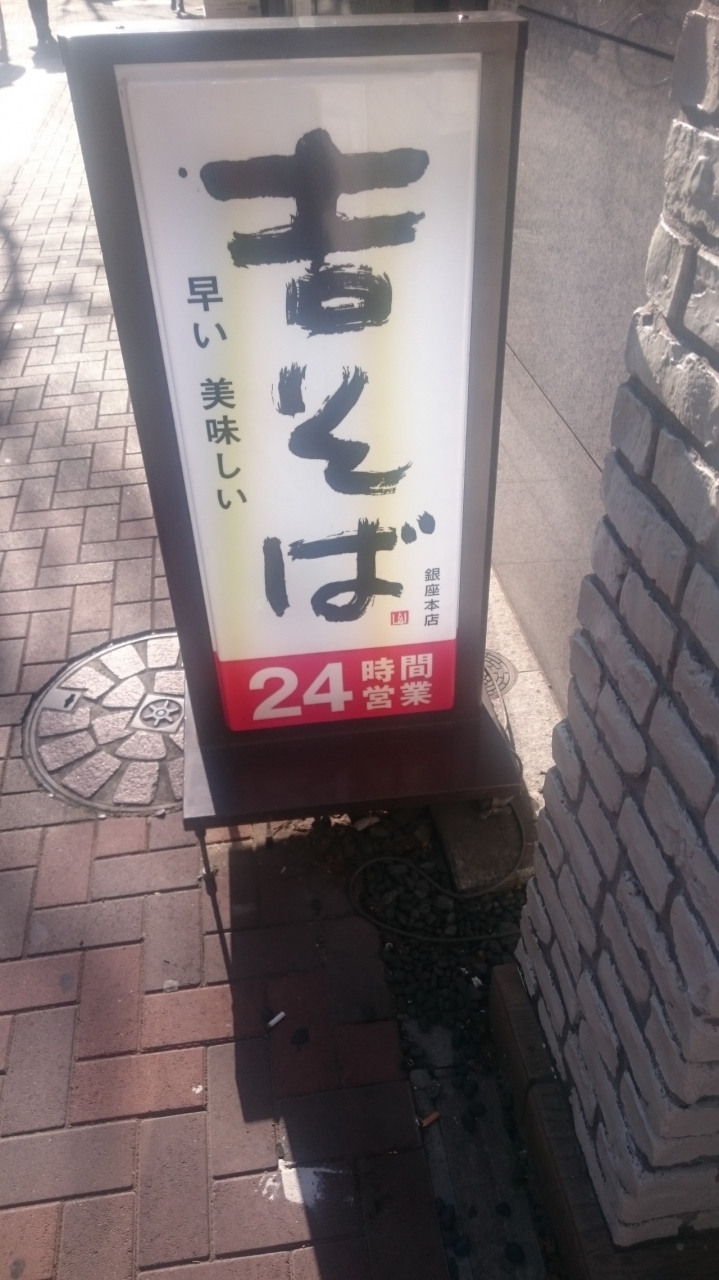 吉そば
早い 美味しい
銀座本店
24時間
営業